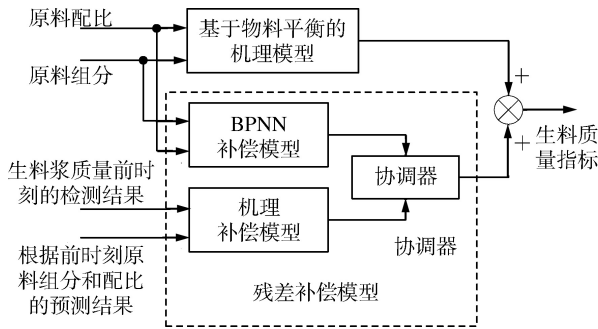 原料配比
原料组分
基于物料平衡的
机理模型
+
BPNN
补偿模型
+
生料质
量指标
协调器
生料浆质量前时
刻的检测结果
机理
补偿模型
根据前时刻原
料组分和配比
的预测结果
协调器
残差补偿模型